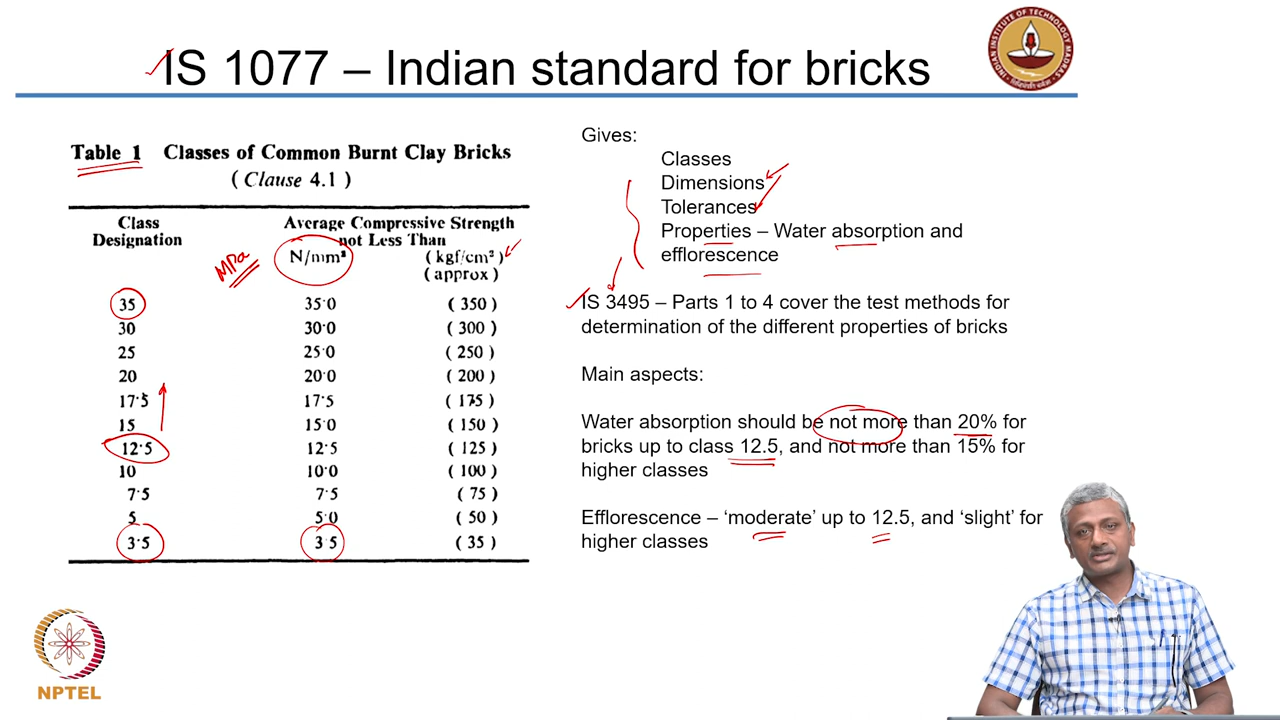 IS 1077 – Indian standard for bricks
Table 1 Classes of Common Burnt Clay Bricks
( Clause 4.1 )
Class Designation
Average Compressive Strength not Less Than
MPa
N/mm²
( kgf/cm² )
( approx )
35 35·0 ( 350 )
30 30·0 ( 300 )
25 25·0 ( 250 )
20 20·0 ( 200 )
17·5 17·5 ( 175 )
15 15·0 ( 150 )
12·5 12·5 ( 125 )
10 10·0 ( 100 )
7·5 7·5 ( 75 )
5 5·0 ( 50 )
3·5 3·5 ( 35 )
Gives:
Classes
Dimensions
Tolerances
Properties – Water absorption and
efflorescence
IS 3495 – Parts 1 to 4 cover the test methods for
determination of the different properties of bricks
Main aspects:
Water absorption should be not more than 20% for
bricks up to class 12.5, and not more than 15% for
higher classes
Efflorescence – ‘moderate’ up to 12.5, and ‘slight’ for
higher classes
INDIAN INSTITUTE OF TECHNOLOGY MADRAS
NPTEL